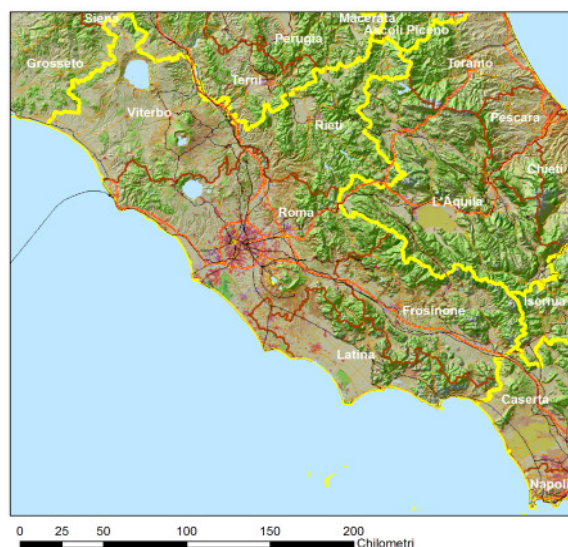 Siena
Macerata
Perugia
Ascoli Piceno
Grosseto
Terni
Teramo
Viterbo
Rieti
Pescara
Chieti
L'Aquila
Roma
Isernia
Frosinone
Latina
Caserta
Napoli
0 25 50 100 150 200
Chilometri